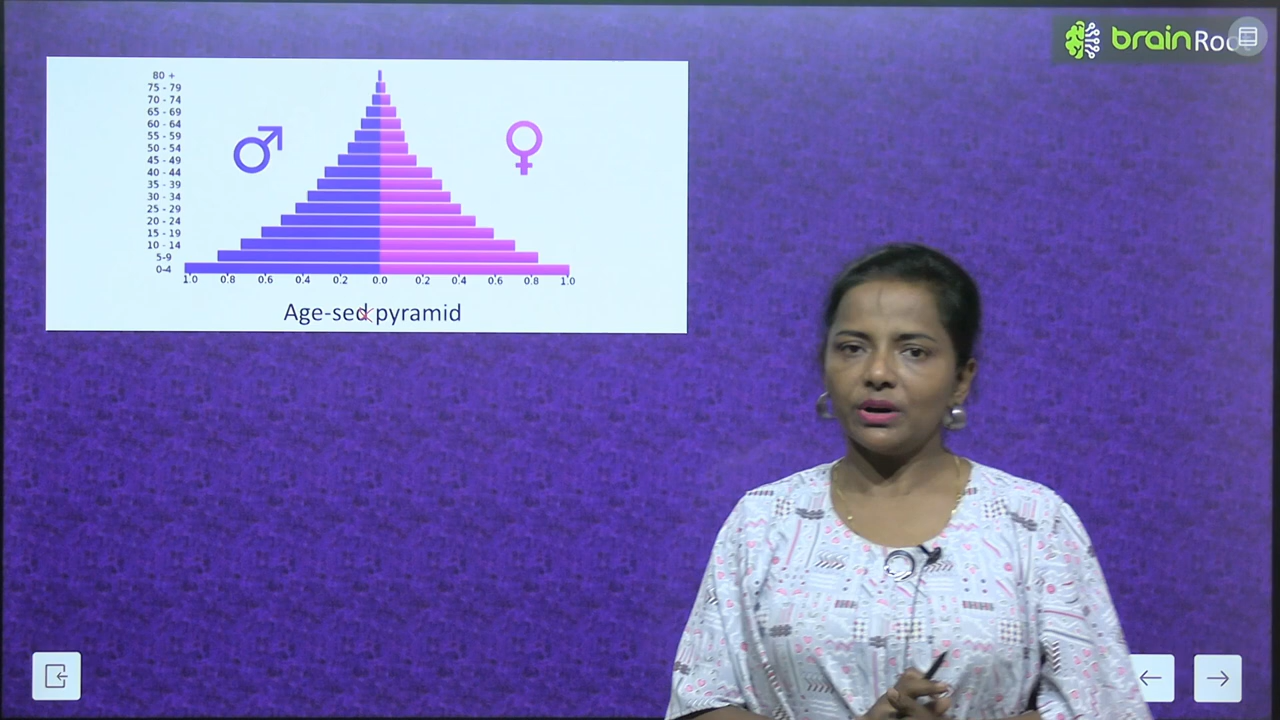 brainRoo
80 +
75 - 79
70 - 74
65 - 69
60 - 64
55 - 59
50 - 54
45 - 49
40 - 44
35 - 39
30 - 34
25 - 29
20 - 24
15 - 19
10 - 14
5-9
0-4
1.0 0.8 0.6 0.4 0.2 0.0 0.2 0.4 0.6 0.8 1.0
Age-sed pyramid